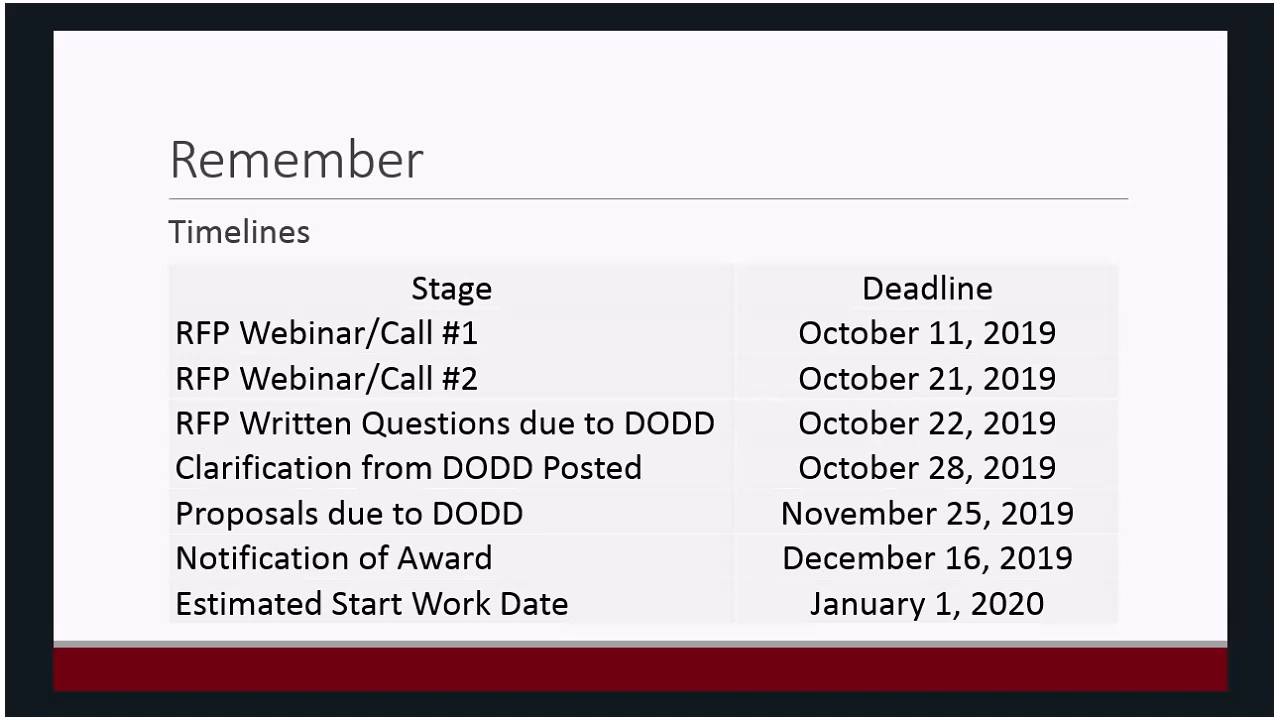 Remember
Timelines
Stage Deadline
RFP Webinar/Call #1 October 11, 2019
RFP Webinar/Call #2 October 21, 2019
RFP Written Questions due to DODD October 22, 2019
Clarification from DODD Posted October 28, 2019
Proposals due to DODD November 25, 2019
Notification of Award December 16, 2019
Estimated Start Work Date January 1, 2020